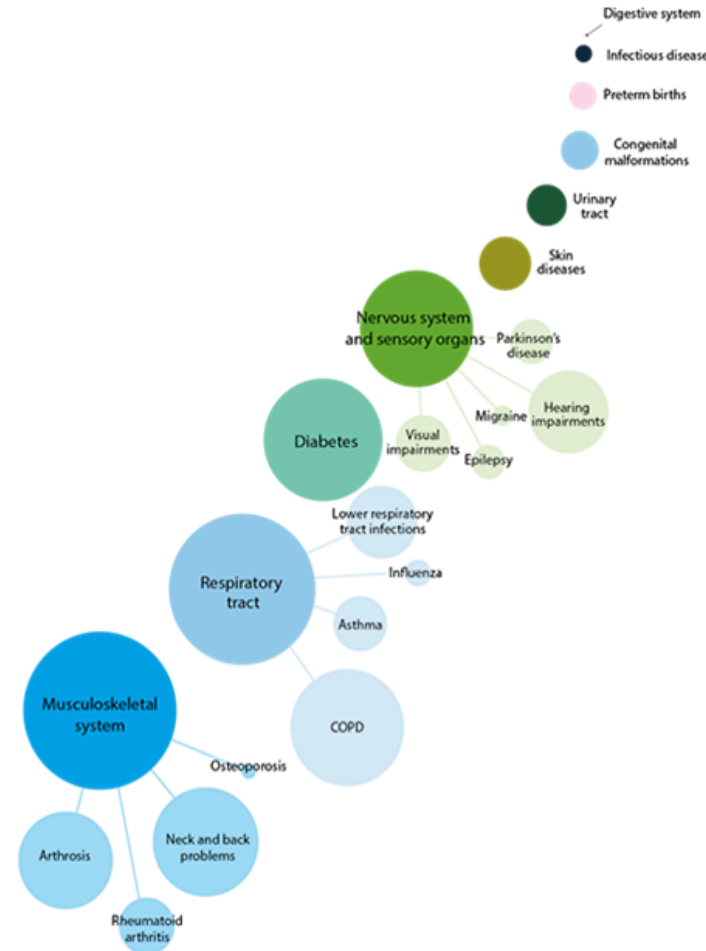 Digestive system
Infectious disease
Preterm births
Congenital
malformations
Urinary
tract
Skin
diseases
Nervous system
and sensory organs
Parkinson's
disease
Hearing
impairments
Migraine
Visual
impairments
Epilepsy
Diabetes
Lower respiratory
tract infections
Influenza
Respiratory
tract
Asthma
COPD
Musculoskeletal
system
Osteoporosis
Neck and back
problems
Arthrosis
Rheumatoid
arthritis